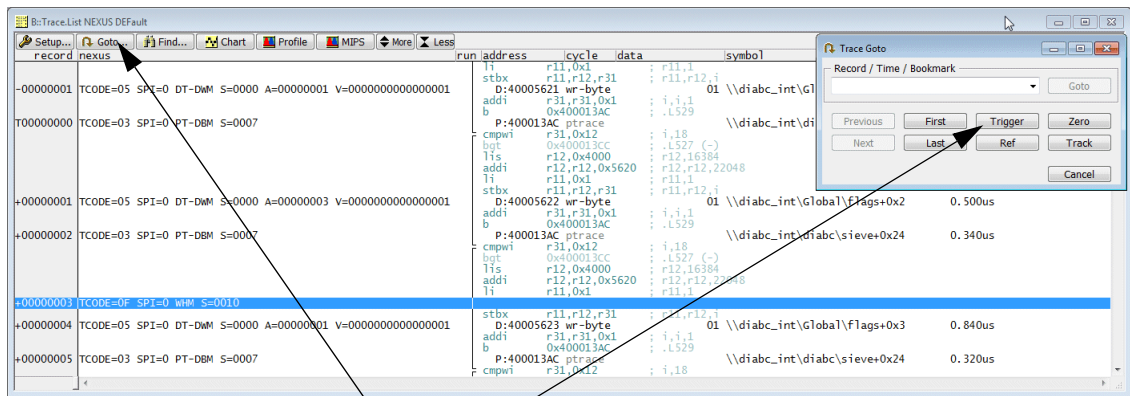 B::Trace.List NEXUS DEFault
Setup... Goto... Find... Chart Profile MIPS More Less
record nexus run address cycle data symbol
li r11,0x1 ; r11,1
stbx r11,r12,r31 ; r11,r12,i
-00000001 TCODE=05 SPI=0 DT-DWM S=0000 A=00000001 V=0000000000000001 D:40005621 wr-byte 01 \\diabc_int\Gl
addi r31,r31,0x1 ; i,i,1
b 0x400013AC ; .L529
T00000000 TCODE=03 SPI=0 PT-DBM S=0007 P:400013AC ptrace \\diabc_int\di
cmpwi r31,0x12 ; i,18
bgt 0x400013CC ; .L527 (-)
lis r12,0x4000 ; r12,16384
addi r12,r12,0x5620 ; r12,r12,22048
li r11,0x1 ; r11,1
stbx r11,r12,r31 ; r11,r12,i
+00000001 TCODE=05 SPI=0 DT-DWM S=0000 A=00000003 V=0000000000000001 D:40005622 wr-byte 01 \\diabc_int\Global\flags+0x2 0.500us
addi r31,r31,0x1 ; i,i,1
b 0x400013AC ; .L529
+00000002 TCODE=03 SPI=0 PT-DBM S=0007 P:400013AC ptrace \\diabc_int\diabc\sieve+0x24 0.340us
cmpwi r31,0x12 ; i,18
bgt 0x400013CC ; .L527 (-)
lis r12,0x4000 ; r12,16384
addi r12,r12,0x5620 ; r12,r12,22048
li r11,0x1 ; r11,1
+00000003 TCODE=0F SPI=0 WHM S=0010
stbx r11,r12,r31 ; r11,r12,i
+00000004 TCODE=05 SPI=0 DT-DWM S=0000 A=00000001 V=0000000000000001 D:40005623 wr-byte 01 \\diabc_int\Global\flags+0x3 0.840us
addi r31,r31,0x1 ; i,i,1
b 0x400013AC ; .L529
+00000005 TCODE=03 SPI=0 PT-DBM S=0007 P:400013AC ptrace \\diabc_int\diabc\sieve+0x24 0.320us
cmpwi r31,0x12 ; i,18
Trace Goto
Record / Time / Bookmark
Goto
Previous First Trigger Zero
Next Last Ref Track
Cancel